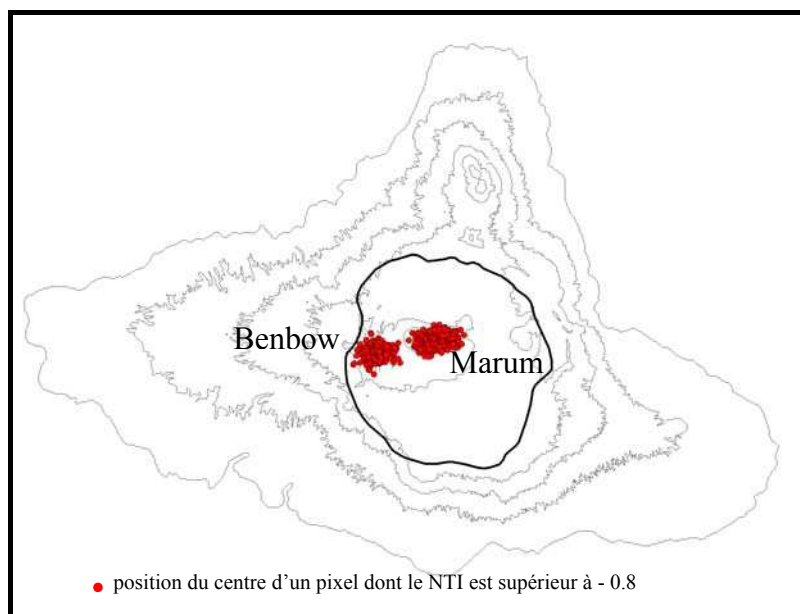 Benbow
Marum
position du centre d'un pixel dont le NTI est supérieur à - 0.8